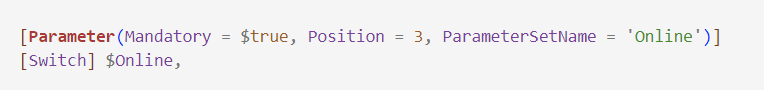 [Parameter(Mandatory = $true, Position = 3, ParameterSetName = 'Online')]
[Switch] $Online,